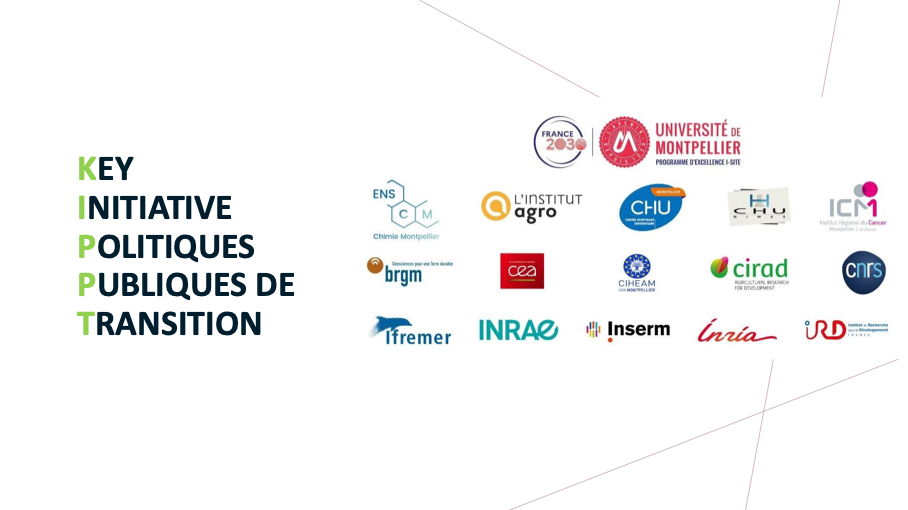 KEY
INITIATIVE
POLITIQUES
PUBLIQUES DE
TRANSITION
FRANCE
2030
UNIVERSITÉ DE
MONTPELLIER
PROGRAMME D'EXCELLENCE I-SITE
ENS
C M
Chimie Montpellier
L'INSTITUT
agro
MONTPELLIER
CHU
CENTRE HOSPITALIER
UNIVERSITAIRE
CHU
ICM
Institut régional du Cancer
Montpellier
Géosciences pour une Terre durable
brgm
cea
CIHEAM
IAM MONTPELLIER
cirad
AGRICULTURAL RESEARCH
FOR DEVELOPMENT
cnrs
Ifremer
INRAE
Inserm
Inria
IRD
Institut de Recherche
pour le Développement
FRANCE